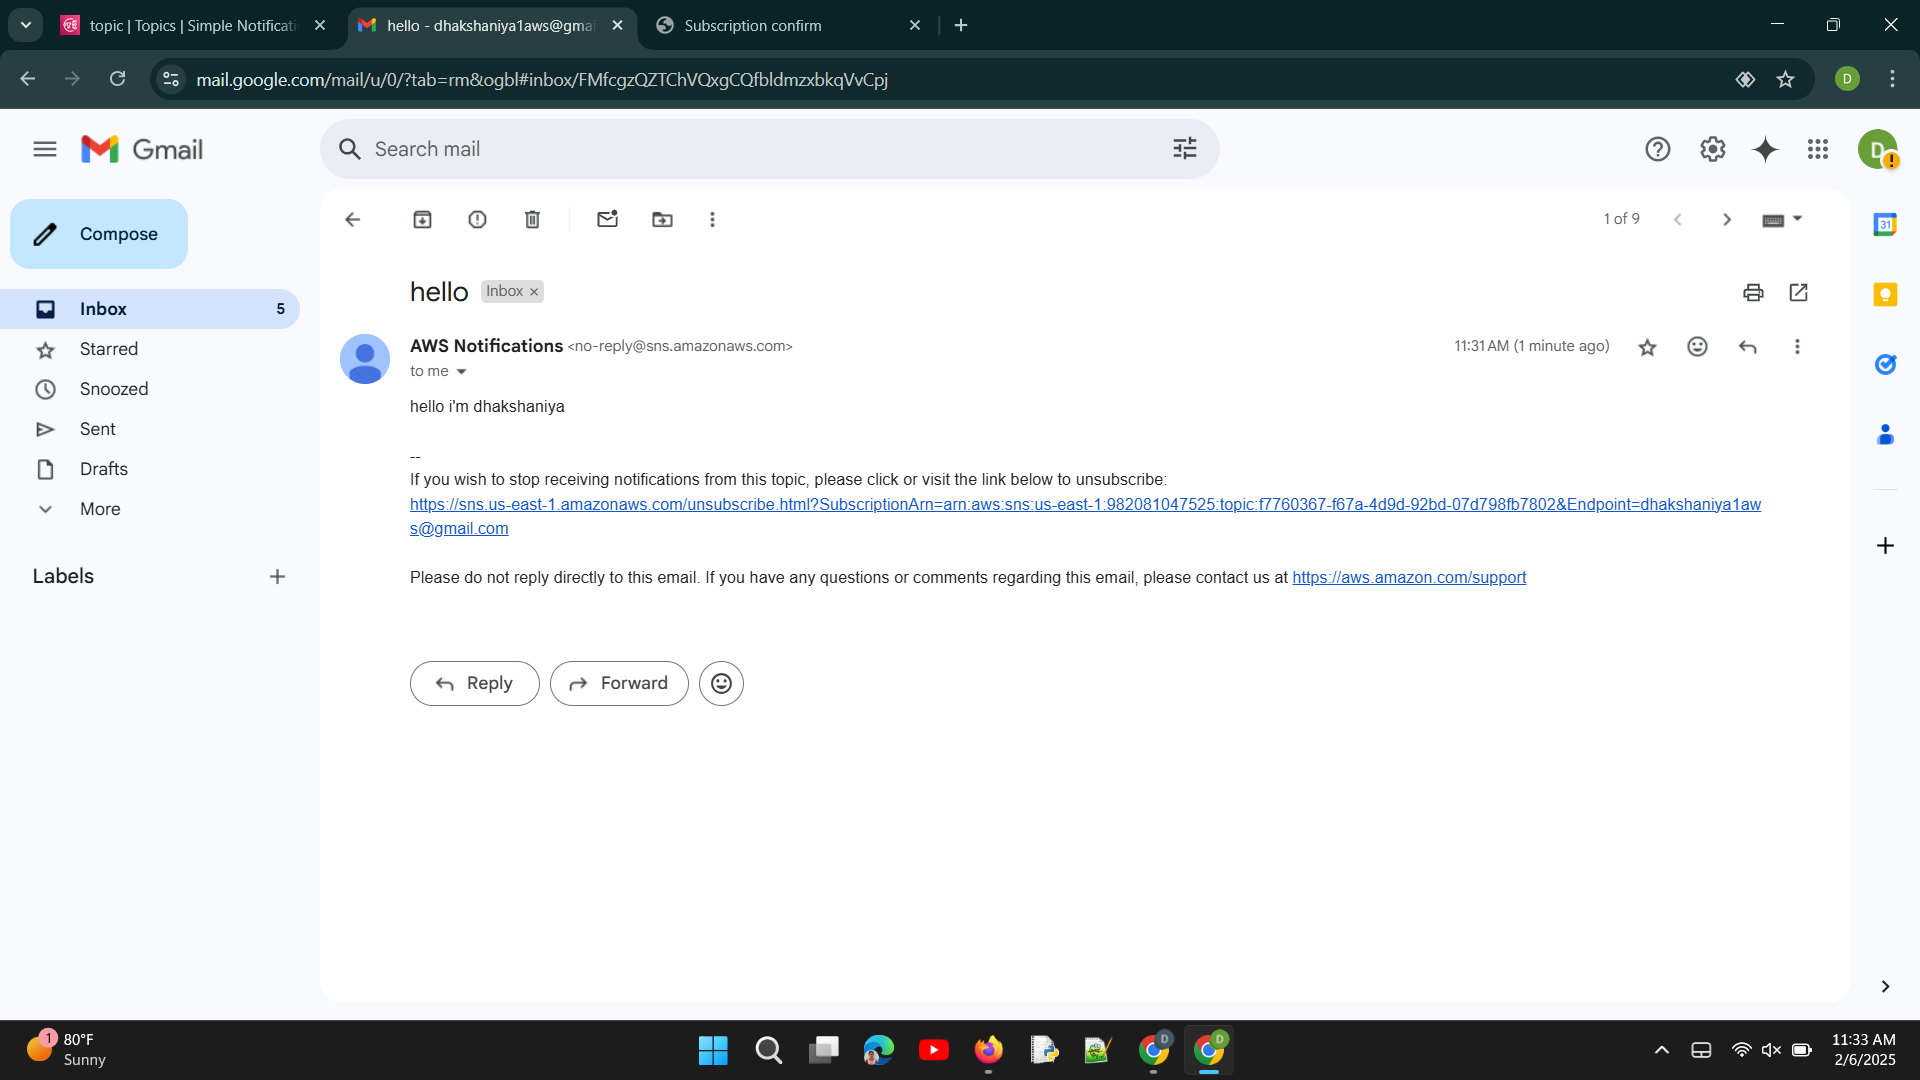 topic | Topics | Simple Notificati
hello - dhakshaniya1aws@gmai
Subscription confirm
mail.google.com/mail/u/0/?tab=rm&ogbl#inbox/FMfcgzQZTChVQxgCQfbldmzxbkqVvCpj
D
Gmail
Search mail
D
Compose
1 of 9
31
hello
Inbox ×
Inbox 5
AWS Notifications <no-reply@sns.amazonaws.com>
11:31 AM (1 minute ago)
to me
Starred
Snoozed
Sent
Drafts
More
Labels
hello i'm dhakshaniya
--
If you wish to stop receiving notifications from this topic, please click or visit the link below to unsubscribe:
https://sns.us-east-1.amazonaws.com/unsubscribe.html?SubscriptionArn=arn:aws:sns:us-east-1:982081047525:topic:f7760367-f67a-4d9d-92bd-07d798fb7802&Endpoint=dhakshaniya1aw
s@gmail.com
Please do not reply directly to this email. If you have any questions or comments regarding this email, please contact us at https://aws.amazon.com/support
Reply
Forward
1
80°F
Sunny
D
D
11:33 AM
2/6/2025